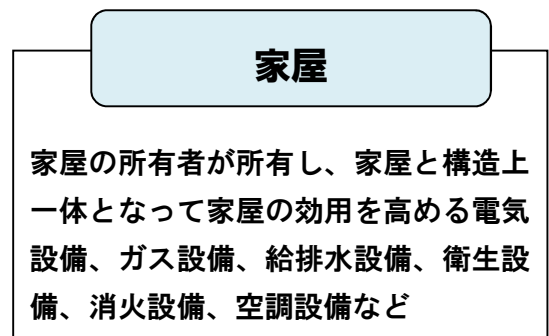 家屋
家屋の所有者が所有し、家屋と構造上
一体となって家屋の効用を高める電気
設備、ガス設備、給排水設備、衛生設
備、消火設備、空調設備など